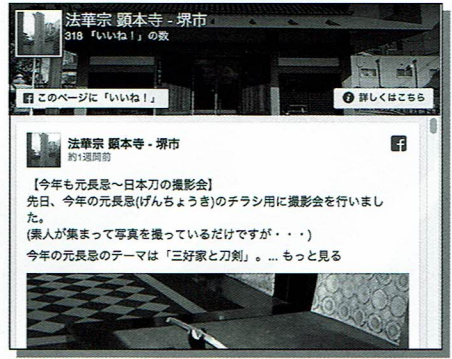 法華宗 顕本寺 - 堺市
318 「いいね！」の数
このページに「いいね！」
詳しくはこちら
法華宗 顕本寺 - 堺市
約1週間前
【今年も元長忌〜日本刀の撮影会】
先日、今年の元長忌(げんちょうき)のチラシ用に撮影会を行いまし
た。
(素人が集まって写真を撮っているだけですが・・・)
今年の元長忌のテーマは「三好家と刀剣」。... もっと見る